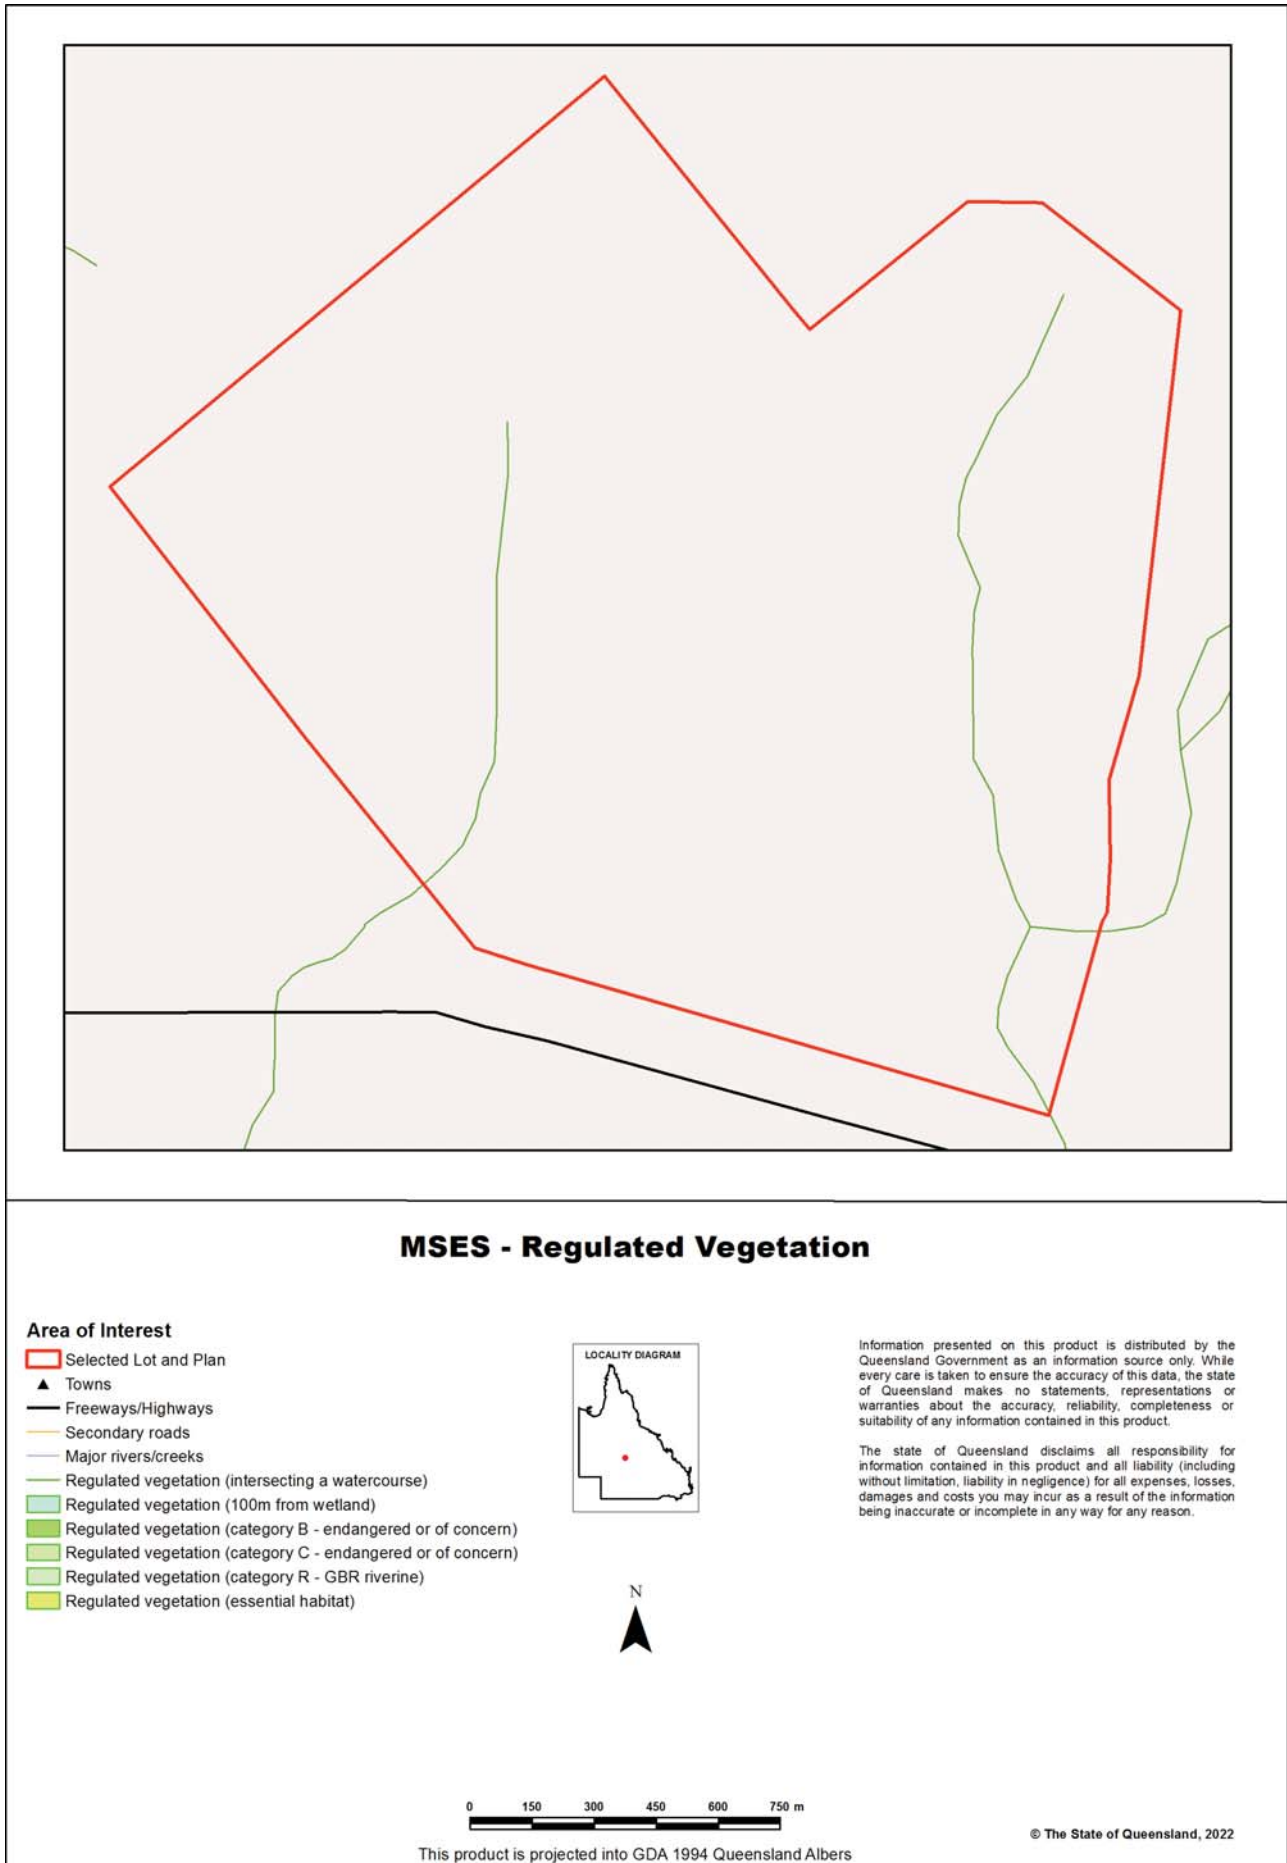 MSES - Regulated Vegetation
Area of Interest
Selected Lot and Plan
Towns
Freeways/Highways
Secondary roads
Major rivers/creeks
Regulated vegetation (intersecting a watercourse)
Regulated vegetation (100m from wetland)
Regulated vegetation (category B - endangered or of concern)
Regulated vegetation (category C - endangered or of concern)
Regulated vegetation (category R - GBR riverine)
Regulated vegetation (essential habitat)
LOCALITY DIAGRAM
N
Information presented on this product is distributed by the
Queensland Government as an information source only. While
every care is taken to ensure the accuracy of this data, the state
of Queensland makes no statements, representations or
warranties about the accuracy, reliability, completeness or
suitability of any information contained in this product.
The state of Queensland disclaims all responsibility for
information contained in this product and all liability (including
without limitation, liability in negligence) for all expenses, losses,
damages and costs you may incur as a result of the information
being inaccurate or incomplete in any way for any reason.
0 150 300 450 600 750 m
This product is projected into GDA 1994 Queensland Albers
© The State of Queensland, 2022